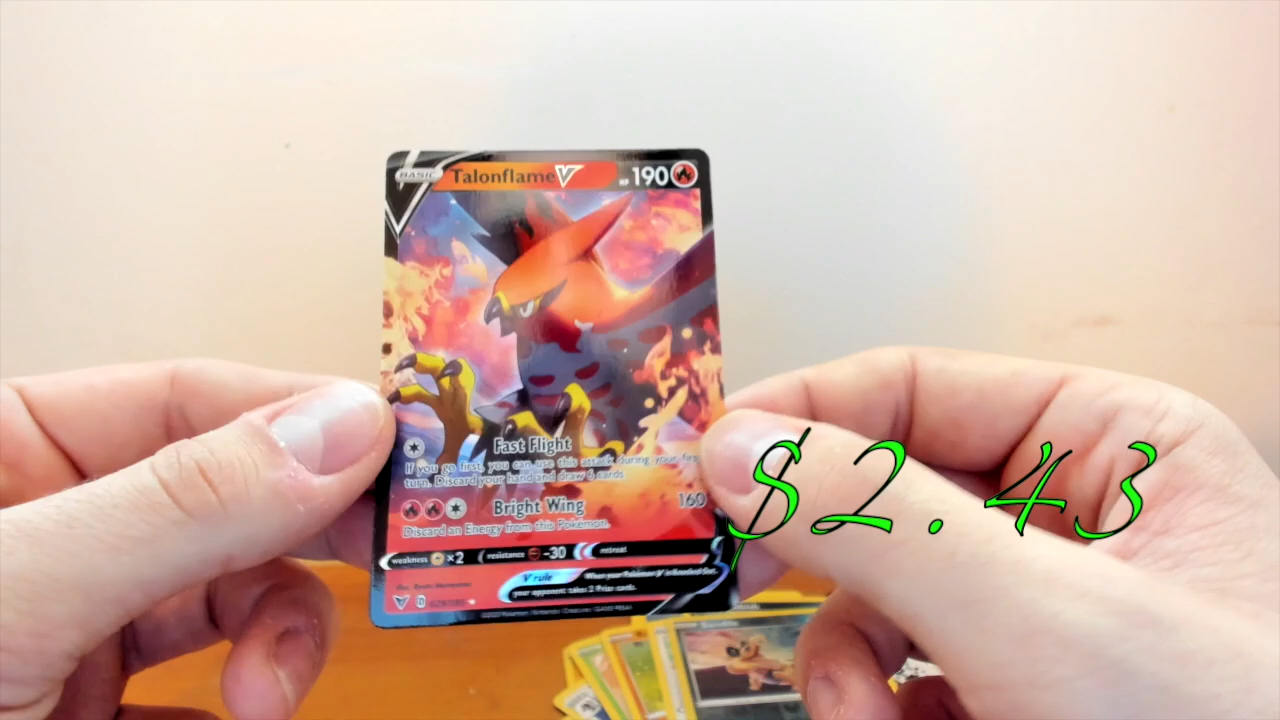 BASIC Talonflame V HP 190
Fast Flight
If you go first, you can use this attack during your first
turn. Discard your hand and draw 6 cards.
Bright Wing 160
Discard an Energy from this Pokémon.
weakness ×2 resistance -30 retreat
V rule When your Pokémon V is Knocked Out,
your opponent takes 2 Prize cards.
$2.43